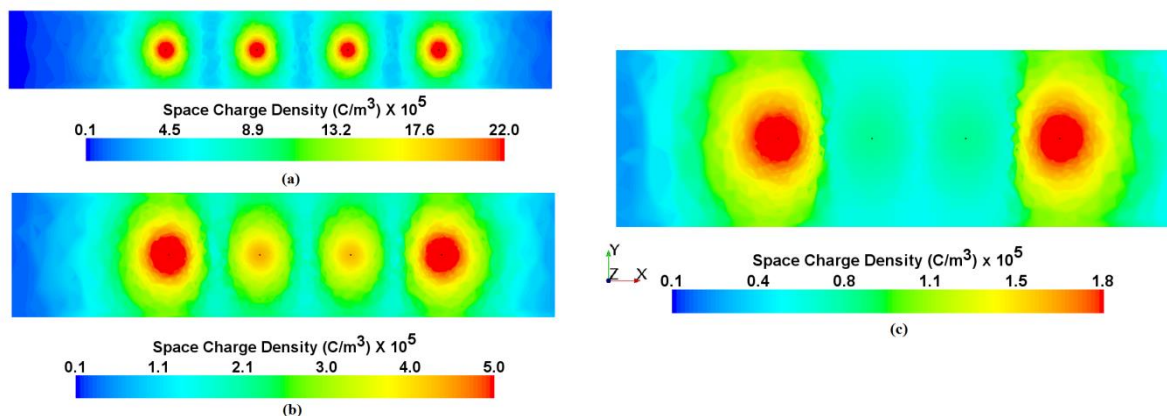 Space Charge Density (C/m³) X 10⁵
0.1 4.5 8.9 13.2 17.6 22.0
(a)
Space Charge Density (C/m³) X 10⁵
0.1 1.1 2.1 3.0 4.0 5.0
(b)
Y
Z X
Space Charge Density (C/m³) x 10⁵
0.1 0.4 0.8 1.1 1.5 1.8
(c)